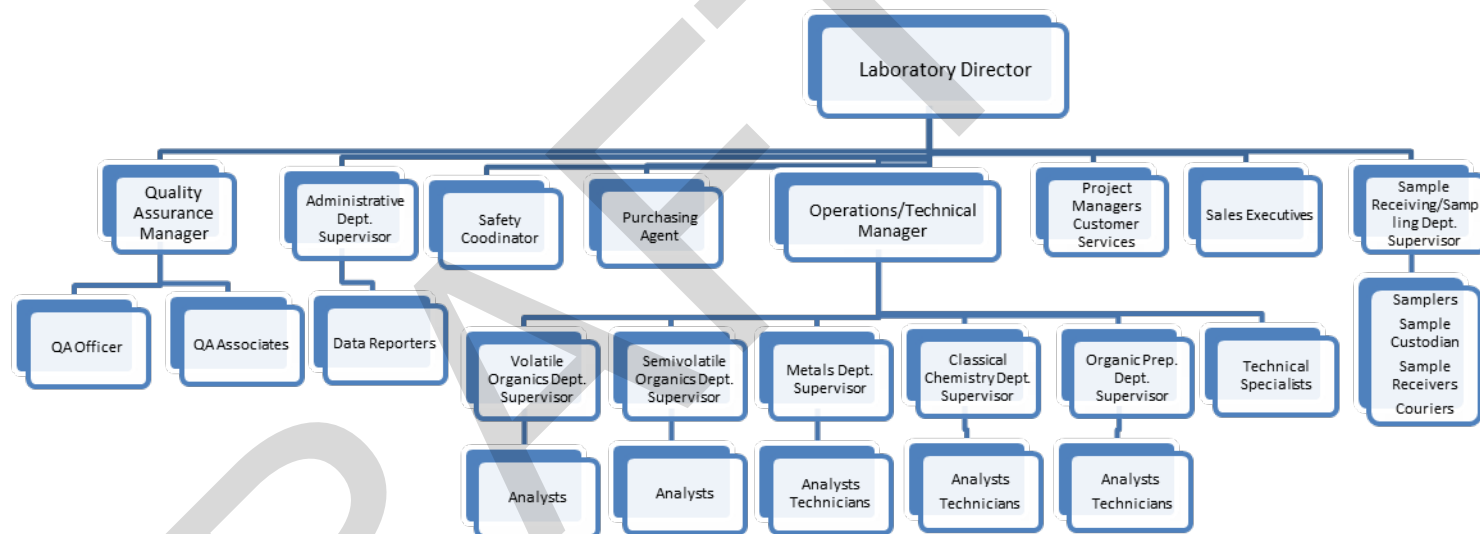 Laboratory Director
Quality
Assurance
Manager
Administrative
Dept.
Supervisor
Safety
Coodinator
Purchasing
Agent
Operations/Technical
Manager
Project
Managers
Customer
Services
Sales Executives
Sample
Receiving/Samp
ling Dept.
Supervisor
QA Officer
QA Associates
Data Reporters
Volatile
Organics Dept.
Supervisor
Semivolatile
Organics Dept.
Supervisor
Metals Dept.
Supervisor
Classical
Chemistry Dept.
Supervisor
Organic Prep.
Dept.
Supervisor
Technical
Specialists
Samplers
Sample
Custodian
Sample
Receivers
Couriers
Analysts
Analysts
Analysts
Technicians
Analysts
Technicians
Analysts
Technicians
DRAFT